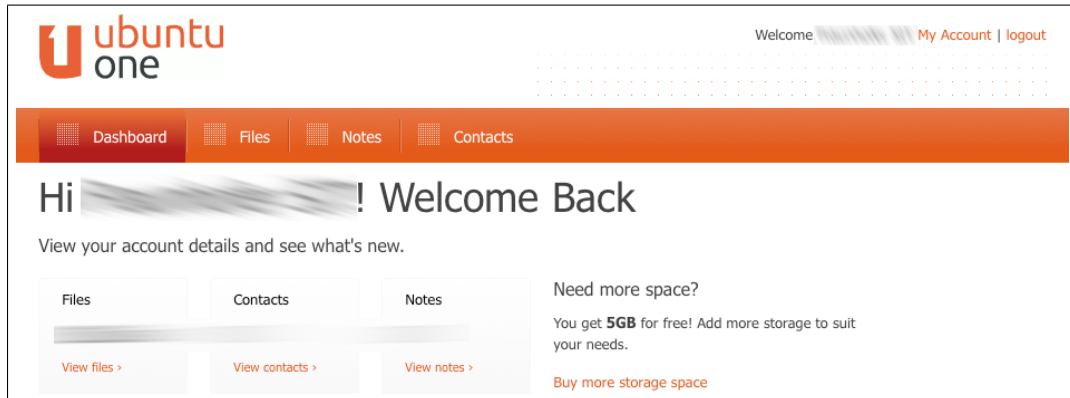 ubuntu
one
Welcome My Account | logout
Dashboard Files Notes Contacts
Hi ! Welcome Back
View your account details and see what's new.
Files Contacts Notes
View files › View contacts › View notes ›
Need more space?
You get 5GB for free! Add more storage to suit
your needs.
Buy more storage space